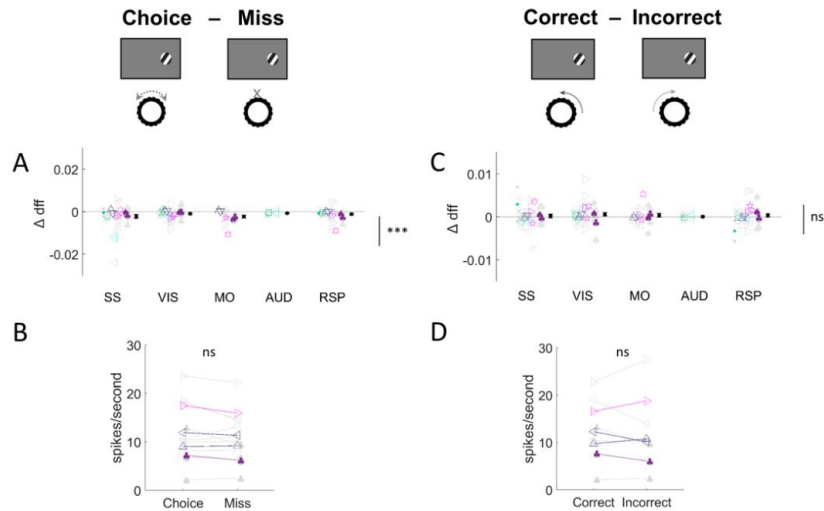 Choice – Miss
A
Δ dff
0.02
0
-0.02
***
SS VIS MO AUD RSP
B
ns
spikes/second
30
20
10
0
Choice Miss
Correct – Incorrect
C
Δ dff
0.01
0
-0.01
ns
SS VIS MO AUD RSP
D
ns
spikes/second
30
20
10
0
Correct Incorrect